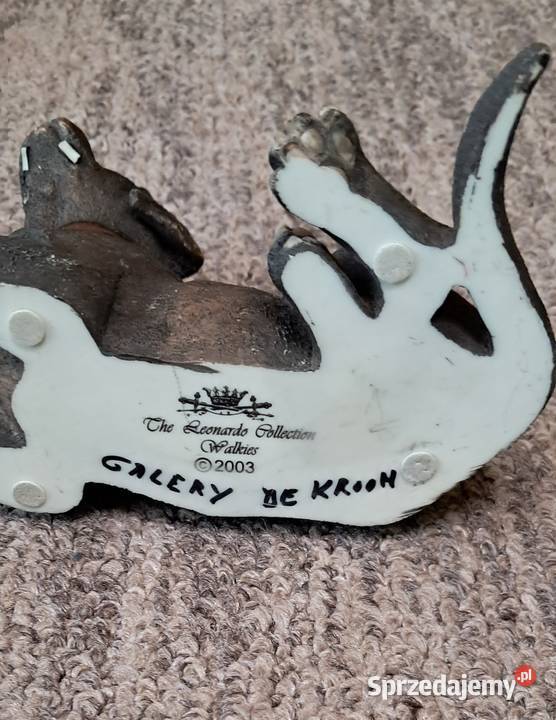 The Leonardo Collection
Walkies
©2003
GALERY DE KROON
Sprzedajemy.pl